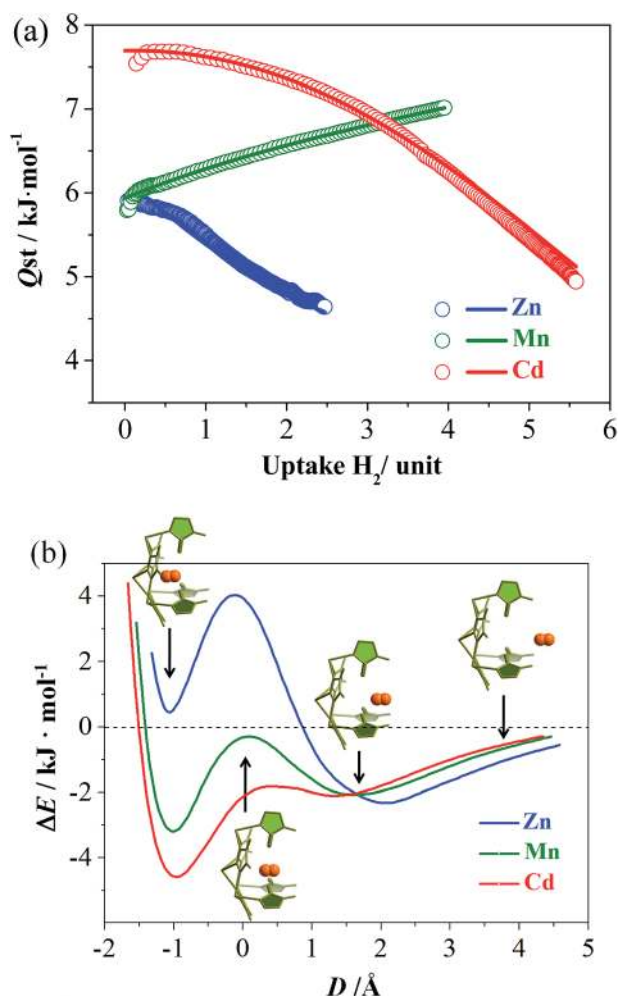 (a)
Qst / kJ·mol⁻¹
8
7
6
5
4
Zn
Mn
Cd
0 1 2 3 4 5 6
Uptake H₂/ unit
(b)
ΔE / kJ · mol⁻¹
4
2
0
-2
-4
Zn
Mn
Cd
-2 -1 0 1 2 3 4 5
D /Å